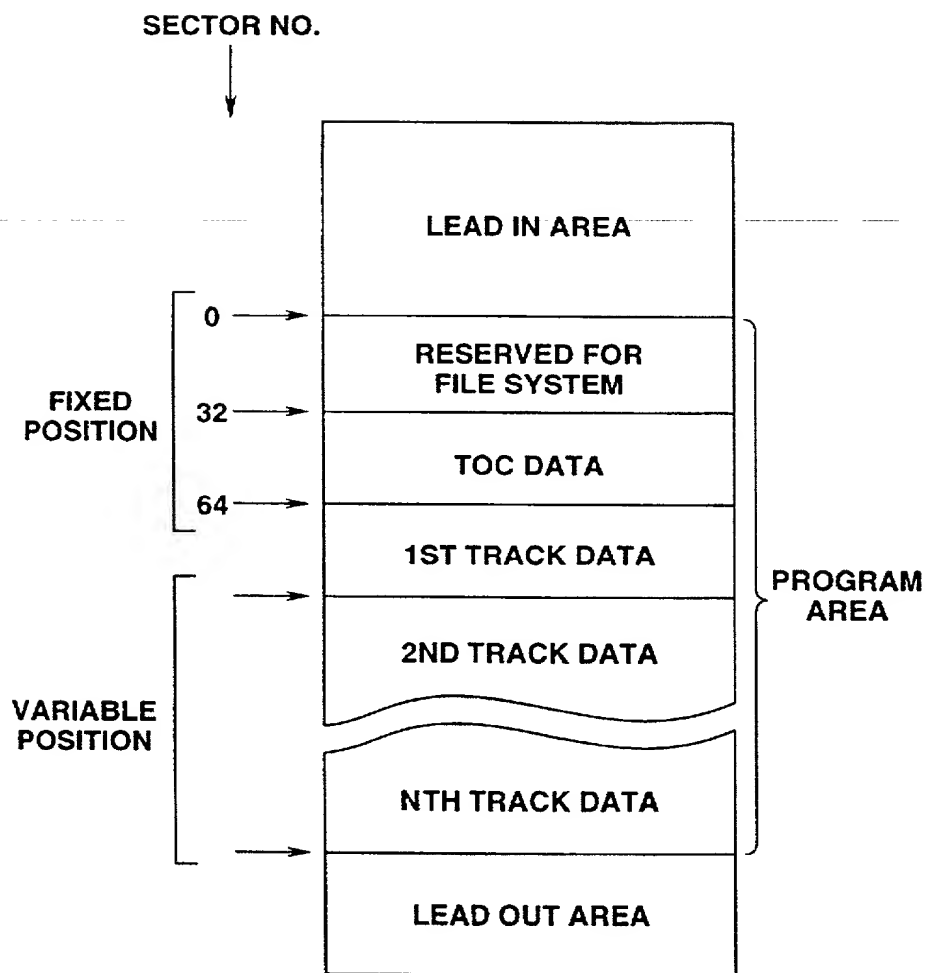 SECTOR NO.
LEAD IN AREA
0
RESERVED FOR
FILE SYSTEM
FIXED
POSITION
32
TOC DATA
64
1ST TRACK DATA
PROGRAM
AREA
2ND TRACK DATA
VARIABLE
POSITION
NTH TRACK DATA
LEAD OUT AREA